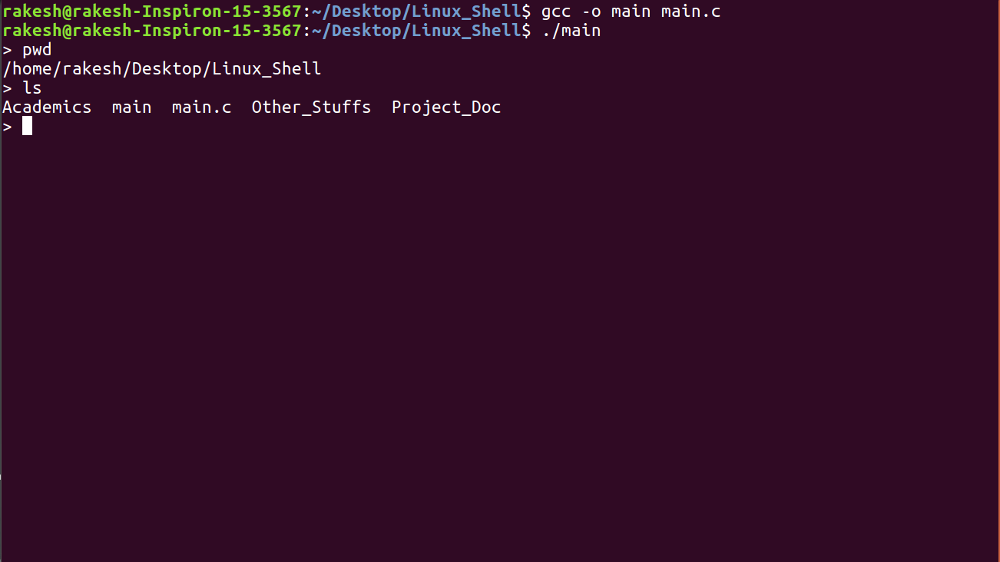 rakesh@rakesh-Inspiron-15-3567:~/Desktop/Linux_Shell$ gcc -o main main.c
rakesh@rakesh-Inspiron-15-3567:~/Desktop/Linux_Shell$ ./main
> pwd
/home/rakesh/Desktop/Linux_Shell
> ls
Academics  main  main.c  Other_Stuffs  Project_Doc
>